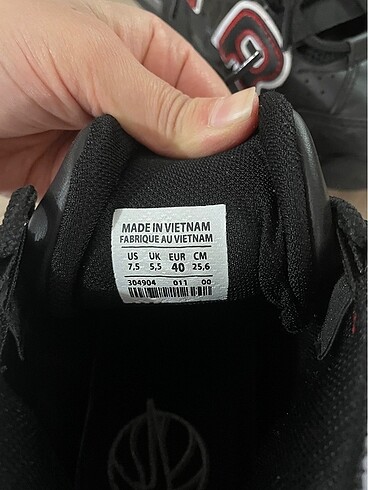 MADE IN VIETNAM
FABRIQUE AU VIETNAM
US UK EUR CM
7,5 5,5 40 25,6
304904 011 00